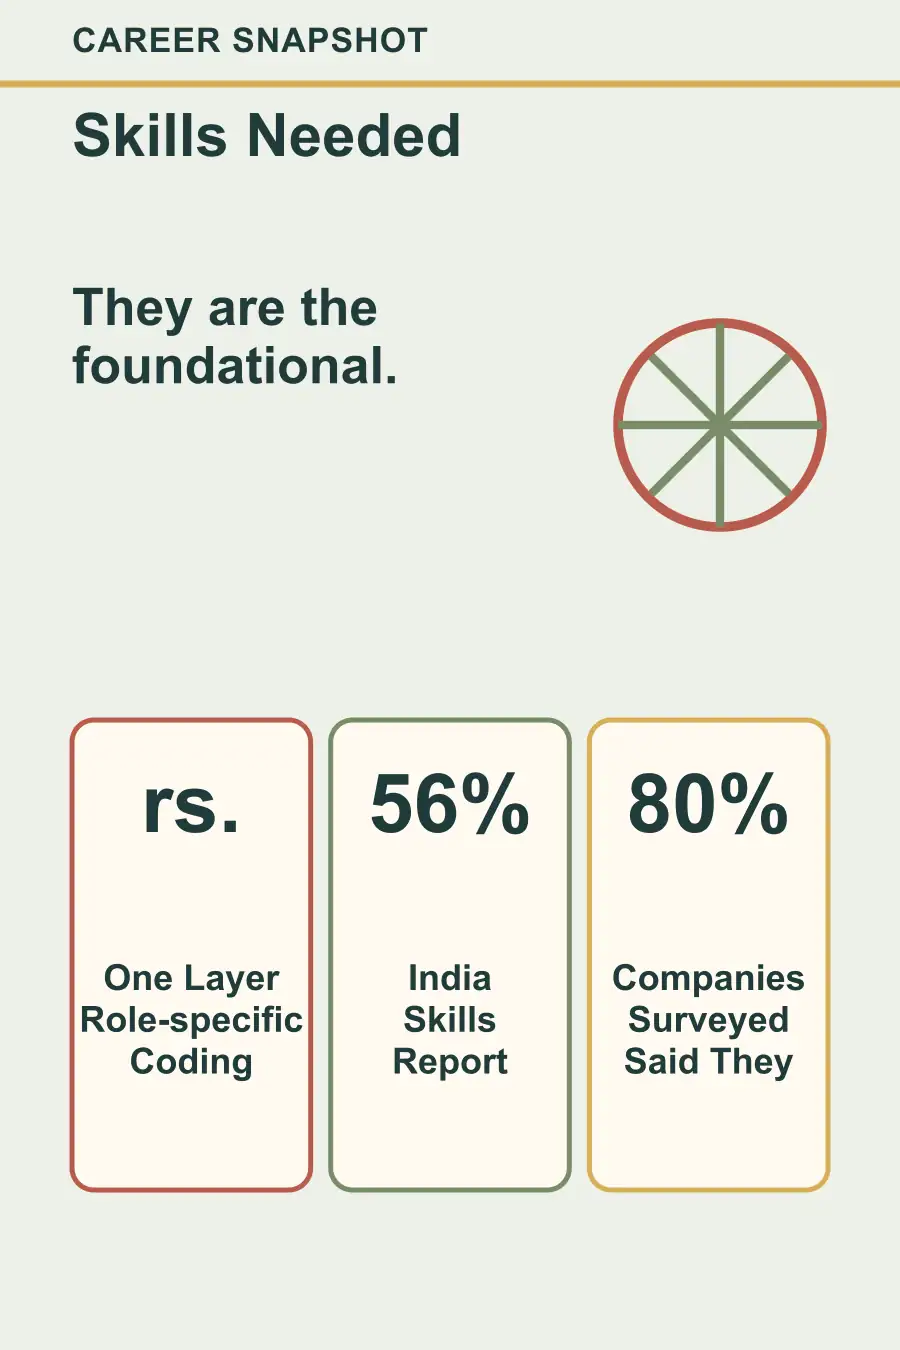 CAREER SNAPSHOT
Skills Needed
They are the
foundational.
rs.
One Layer
Role-specific
Coding
56%
India
Skills
Report
80%
Companies
Surveyed
Said They